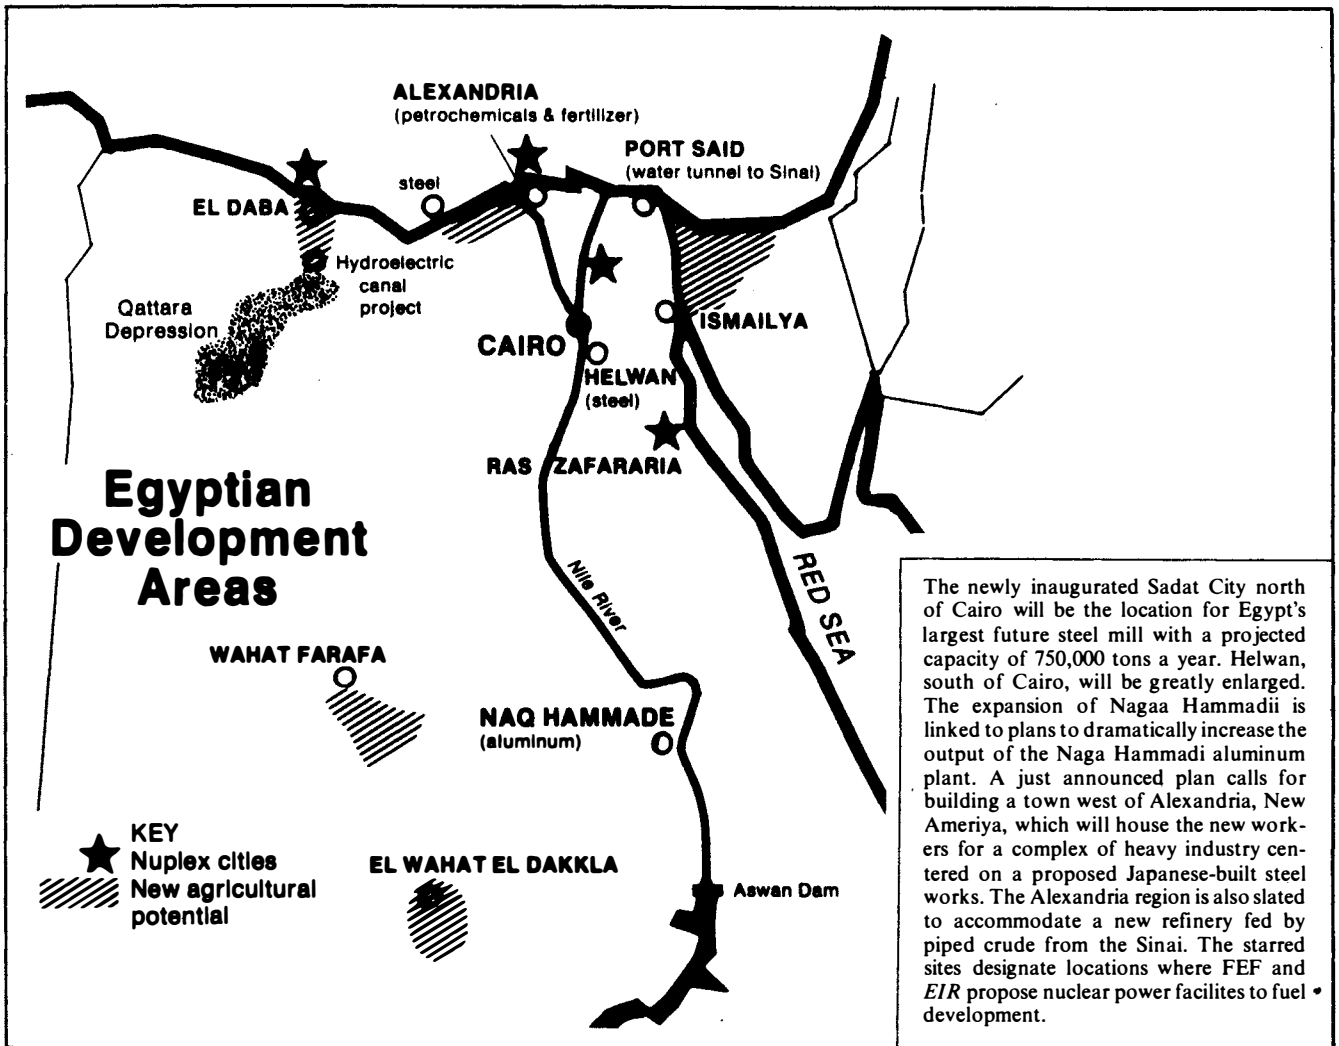 ALEXANDRIA
(petrochemicals & fertilizer)
PORT SAID
(water tunnel to Sinai)
steel
EL DABA
Hydroelectric
canal
project
Qattara
Depression
CAIRO
ISMAILYA
HELWAN
(steel)
RAS ZAFARARIA
Egyptian
Development
Areas
Nile River
RED SEA
WAHAT FARAFA
NAQ HAMMADE
(aluminum)
KEY
Nuplex cities
New agricultural
potential
EL WAHAT EL DAKKLA
Aswan Dam
The newly inaugurated Sadat City north
of Cairo will be the location for Egypt's
largest future steel mill with a projected
capacity of 750,000 tons a year. Helwan,
south of Cairo, will be greatly enlarged.
The expansion of Nagaa Hammadii is
linked to plans to dramatically increase the
output of the Naga Hammadi aluminum
plant. A just announced plan calls for
building a town west of Alexandria, New
Ameriya, which will house the new work-
ers for a complex of heavy industry cen-
tered on a proposed Japanese-built steel
works. The Alexandria region is also slated
to accommodate a new refinery fed by
piped crude from the Sinai. The starred
sites designate locations where FEF and
EIR propose nuclear power facilites to fuel
development.